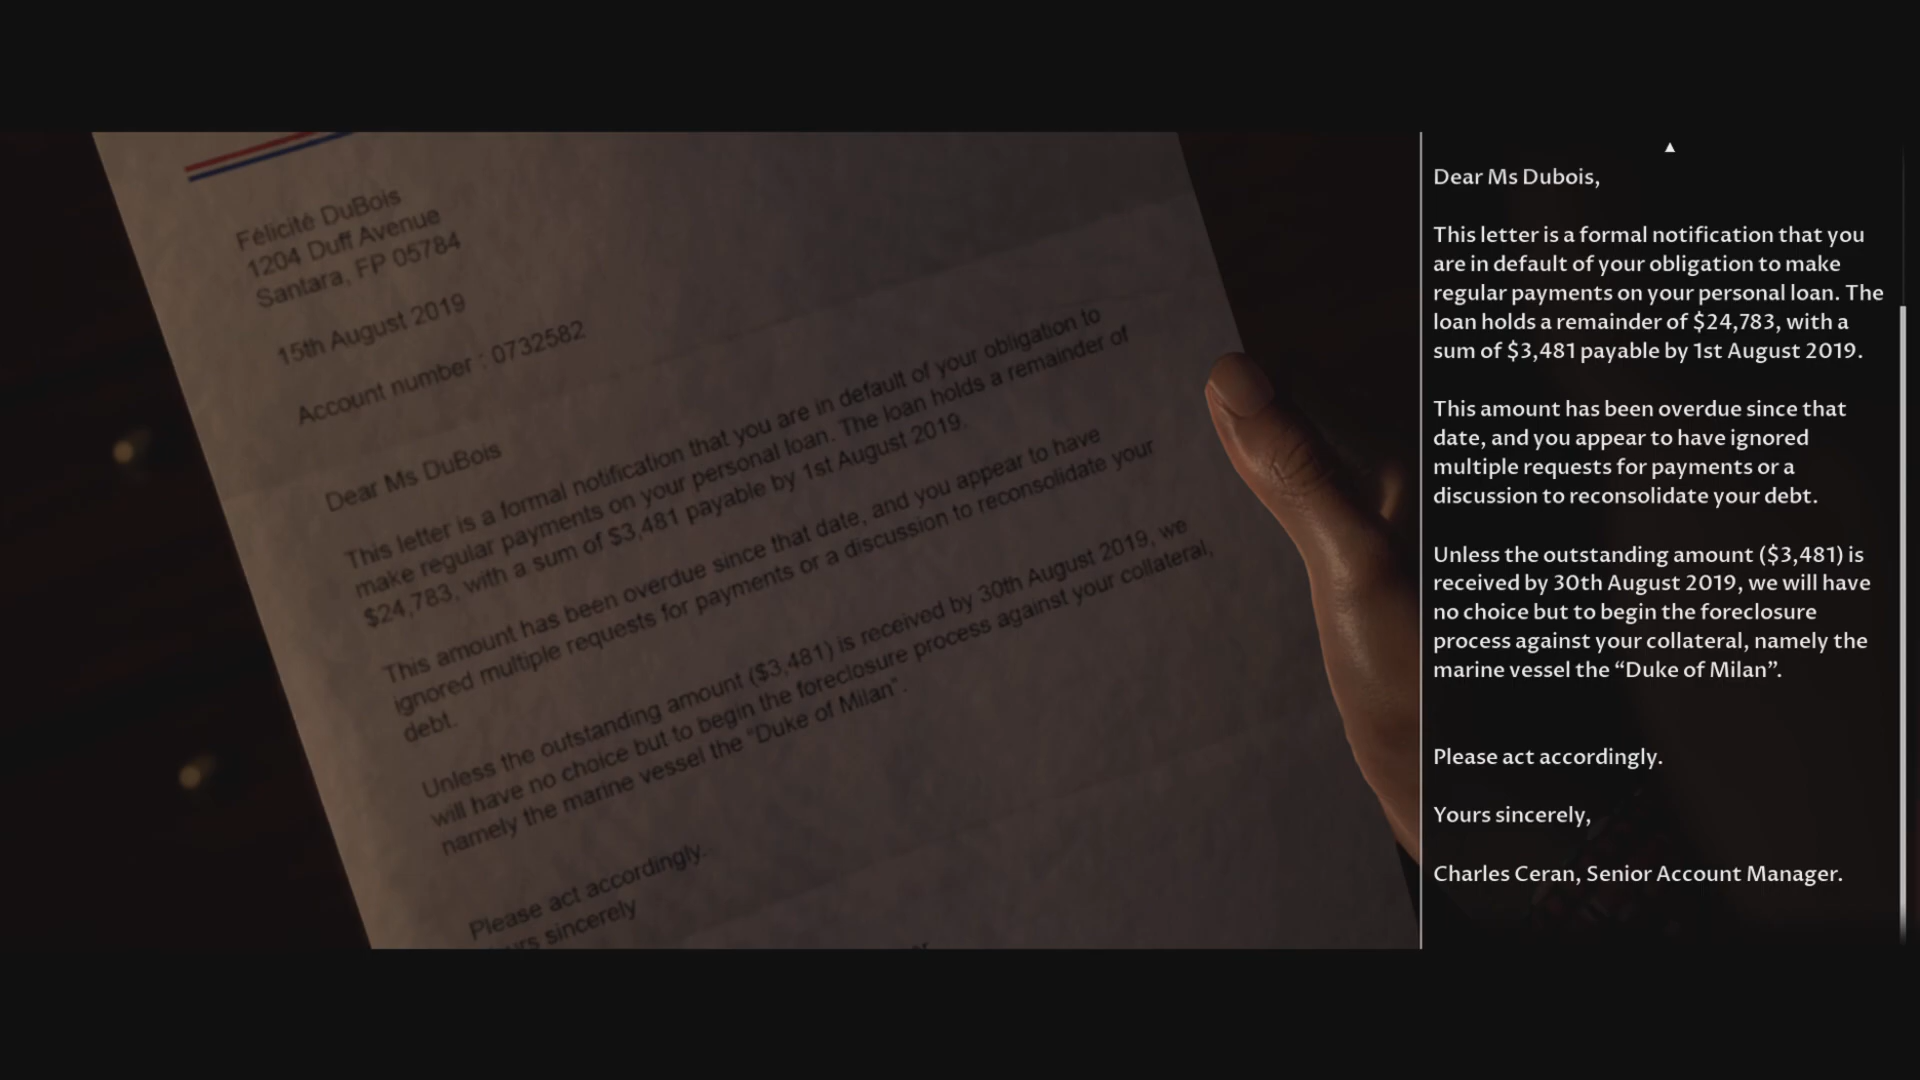 Félicité DuBois
1204 Duff Avenue
Santara, FP 05784
15th August 2019
Account number : 0732582
Dear Ms DuBois
This letter is a formal notification that you are in default of your obligation to
make regular payments on your personal loan. The loan holds a remainder of
$24,783, with a sum of $3,481 payable by 1st August 2019.
This amount has been overdue since that date, and you appear to have
ignored multiple requests for payments or a discussion to reconsolidate your
debt.
Unless the outstanding amount ($3,481) is received by 30th August 2019, we
will have no choice but to begin the foreclosure process against your collateral,
namely the marine vessel the “Duke of Milan”.
Please act accordingly.
sincerely
Dear Ms Dubois,
This letter is a formal notification that you
are in default of your obligation to make
regular payments on your personal loan. The
loan holds a remainder of $24,783, with a
sum of $3,481 payable by 1st August 2019.
This amount has been overdue since that
date, and you appear to have ignored
multiple requests for payments or a
discussion to reconsolidate your debt.
Unless the outstanding amount ($3,481) is
received by 30th August 2019, we will have
no choice but to begin the foreclosure
process against your collateral, namely the
marine vessel the “Duke of Milan”.
Please act accordingly.
Yours sincerely,
Charles Ceran, Senior Account Manager.